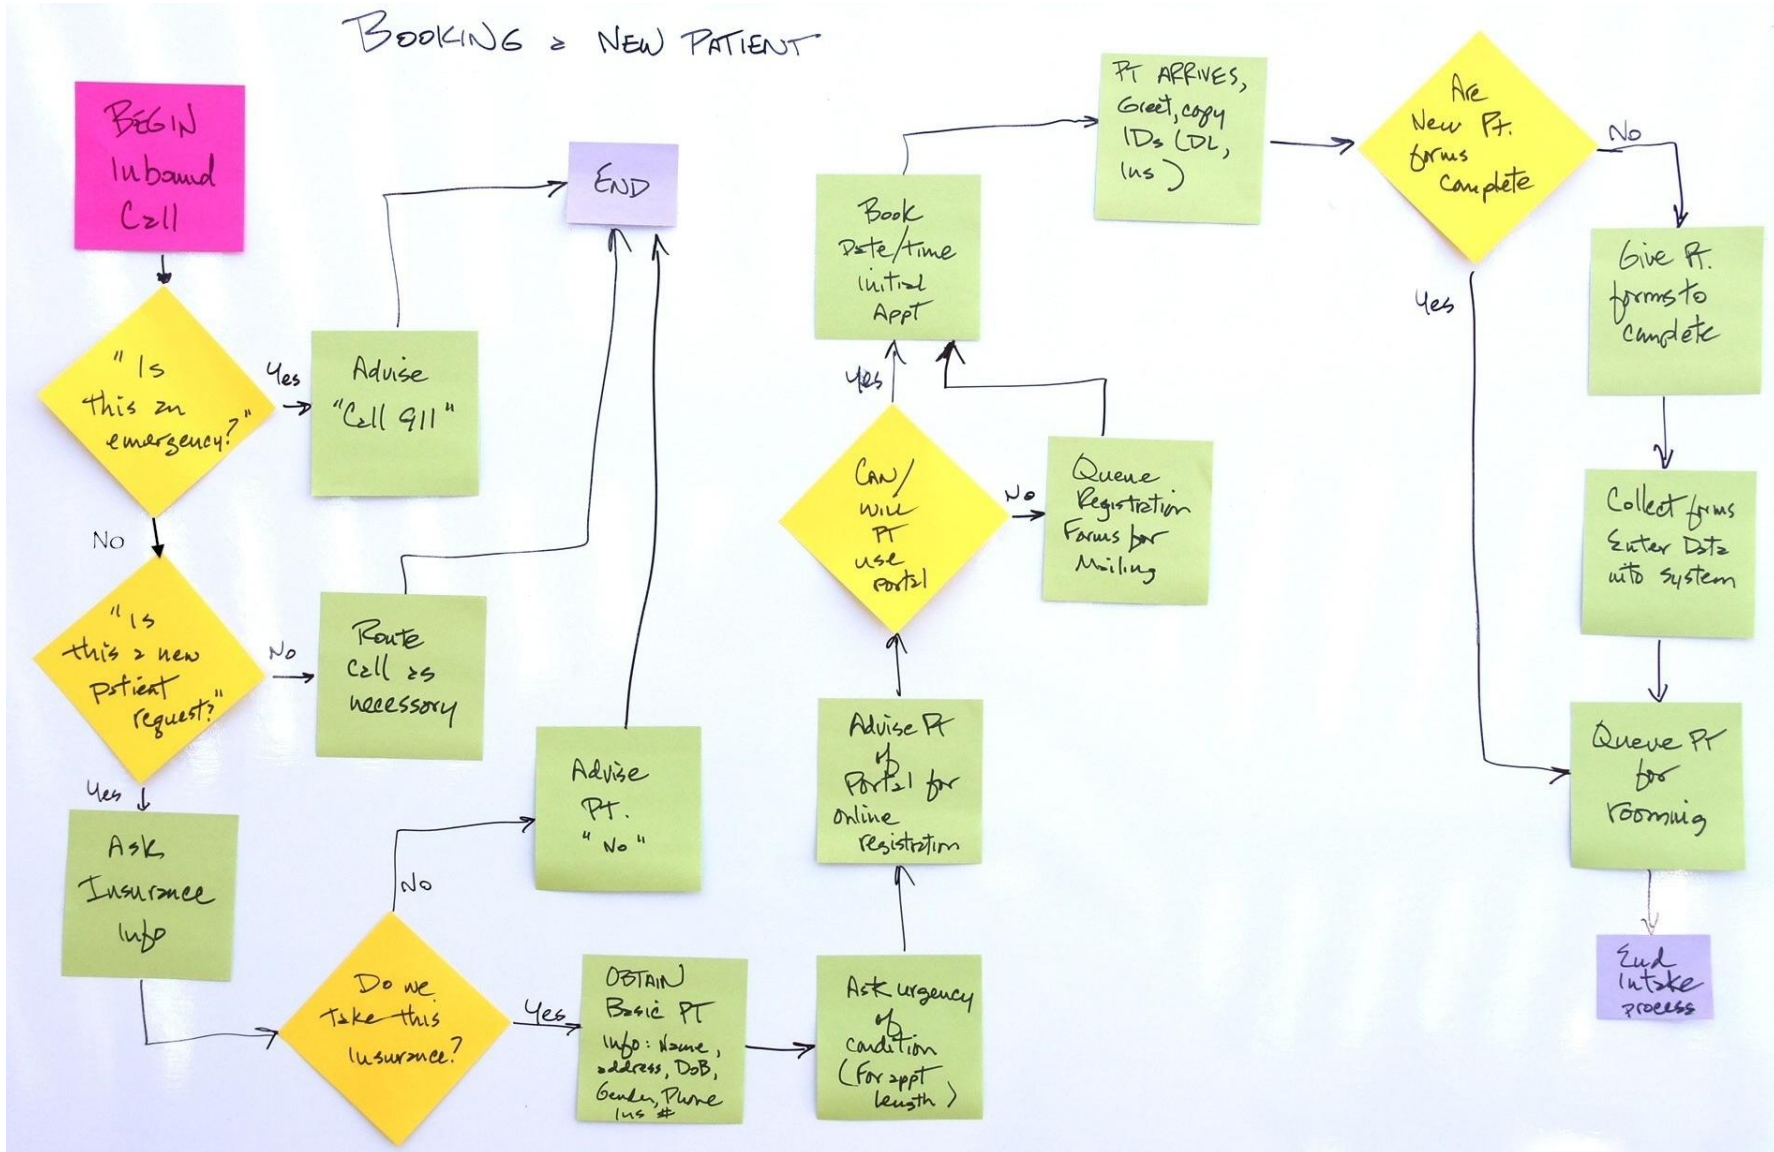 BOOKING a NEW PATIENT
BEGIN
Inbound
Call
"Is
this an
emergency?"
Yes
Advise
"Call 911"
END
No
"Is
this a new
patient
request?"
No
Route
call as
necessary
Yes
Ask
Insurance
Info
Do we
take this
Insurance?
No
Advise
PT.
"No"
Yes
OBTAIN
Basic PT
info: Name,
address, DoB,
Gender, Phone
Ins #
Ask urgency
of
condition
(For appt
length)
Advise PT
of
Portal for
online
registration
CAN/
will
PT
use
portal
No
Queue
Registration
Forms for
Mailing
Yes
Book
Date/time
initial
Appt
PT ARRIVES,
Greet, copy
IDs (DL,
Ins)
Are
New Pt.
forms
complete
No
Give Pt.
forms to
complete
Collect forms
Enter Data
into system
Yes
Queue PT
for
rooming
End
Intake
process